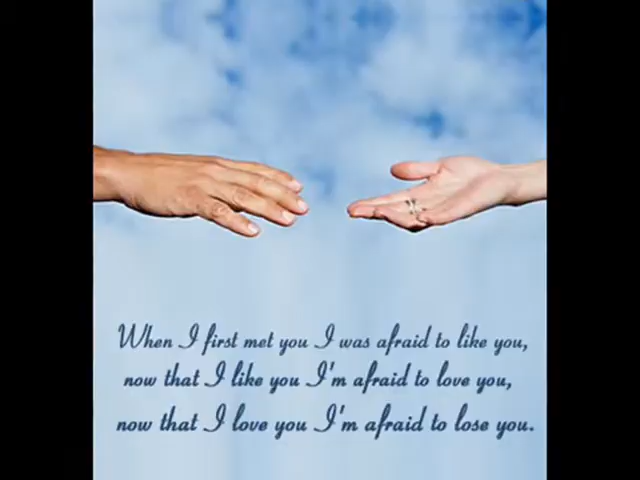 When I first met you I was afraid to like you,
now that I like you I'm afraid to love you,
now that I love you I'm afraid to lose you.